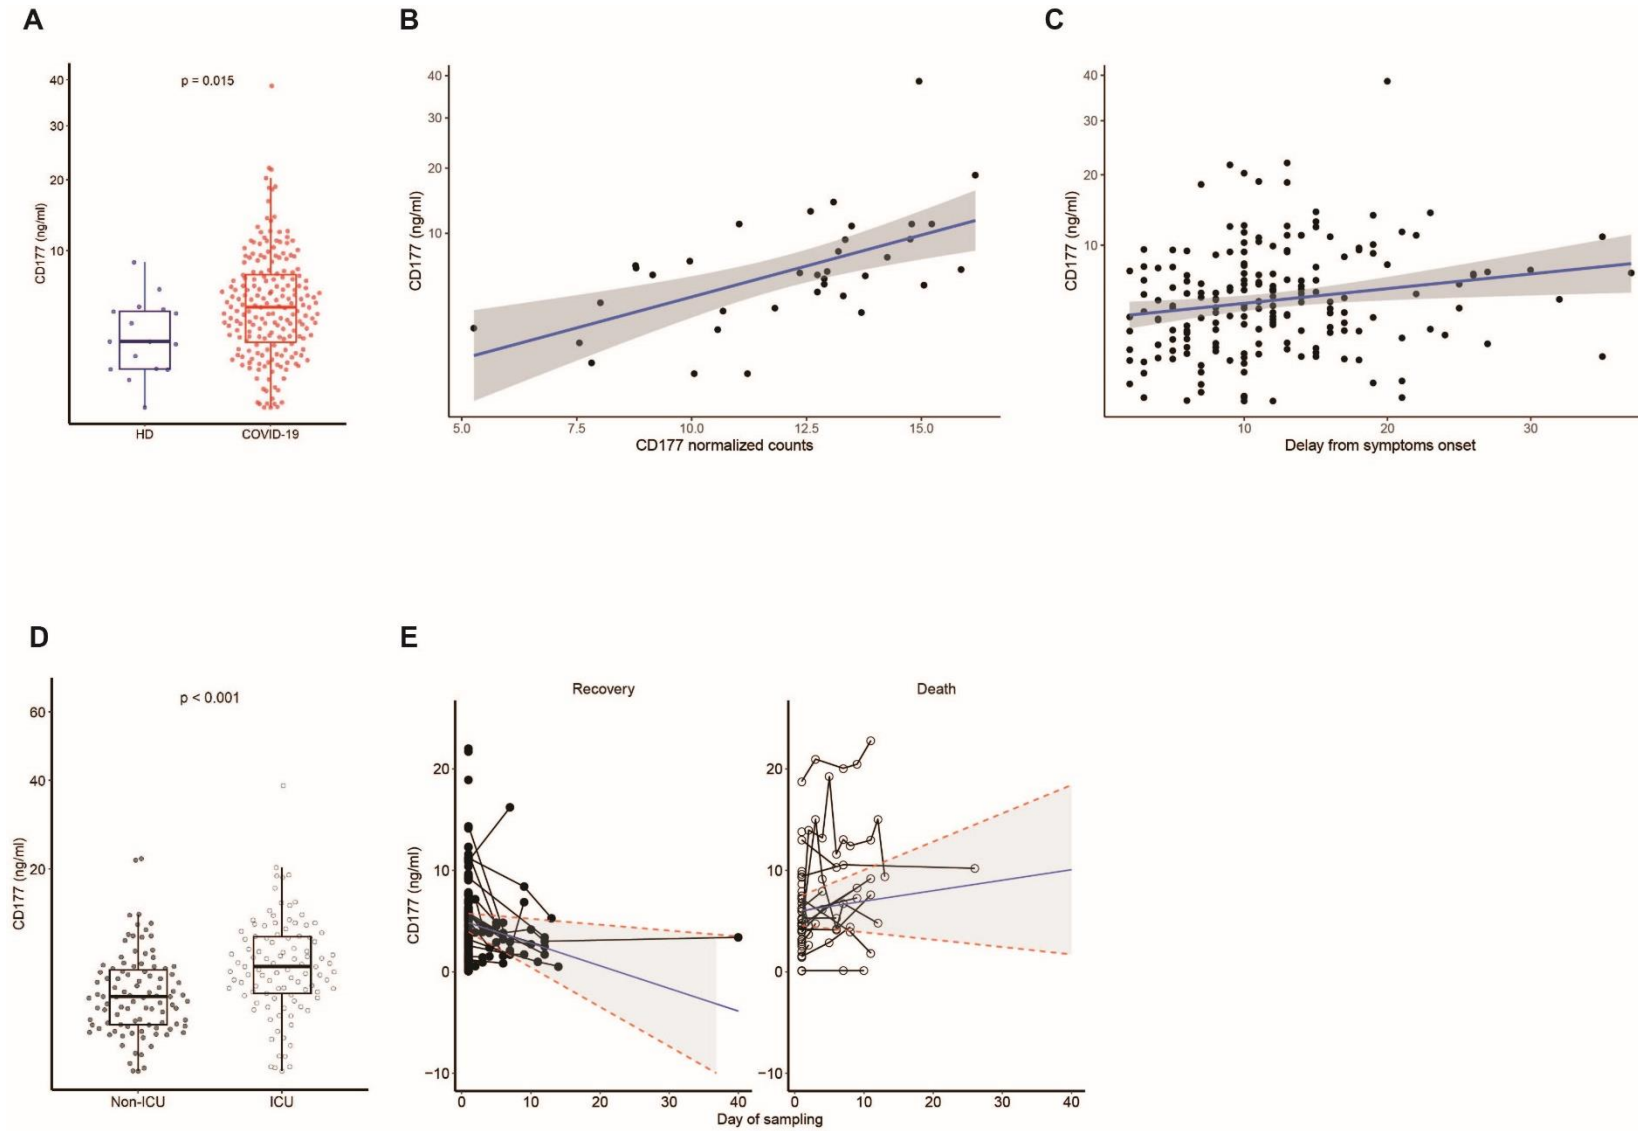 A
p = 0.015
40
30
20
10
CD177 (ng/ml)
HD COVID-19
B
40
30
20
10
CD177 (ng/ml)
5.0 7.5 10.0 12.5 15.0
CD177 normalized counts
C
40
30
20
10
CD177 (ng/ml)
10 20 30
Delay from symptoms onset
D
p < 0.001
60
40
20
CD177 (ng/ml)
Non-ICU ICU
E
Recovery Death
20
10
0
−10
CD177 (ng/ml)
20
10
0
−10
0 10 20 30 40 0 10 20 30 40
Day of sampling